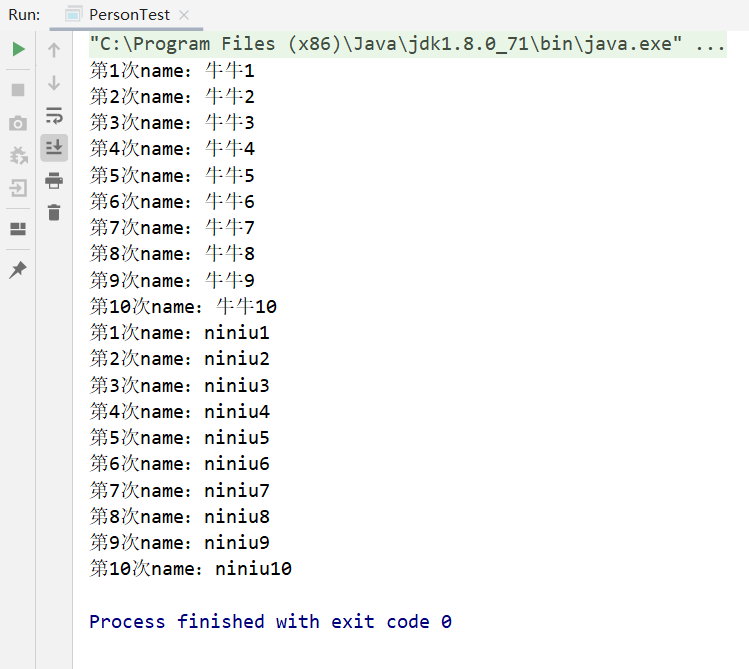 Run: PersonTest
"C:\Program Files (x86)\Java\jdk1.8.0_71\bin\java.exe" ...
第1次name：牛牛1
第2次name：牛牛2
第3次name：牛牛3
第4次name：牛牛4
第5次name：牛牛5
第6次name：牛牛6
第7次name：牛牛7
第8次name：牛牛8
第9次name：牛牛9
第10次name：牛牛10
第1次name：niniu1
第2次name：niniu2
第3次name：niniu3
第4次name：niniu4
第5次name：niniu5
第6次name：niniu6
第7次name：niniu7
第8次name：niniu8
第9次name：niniu9
第10次name：niniu10
Process finished with exit code 0